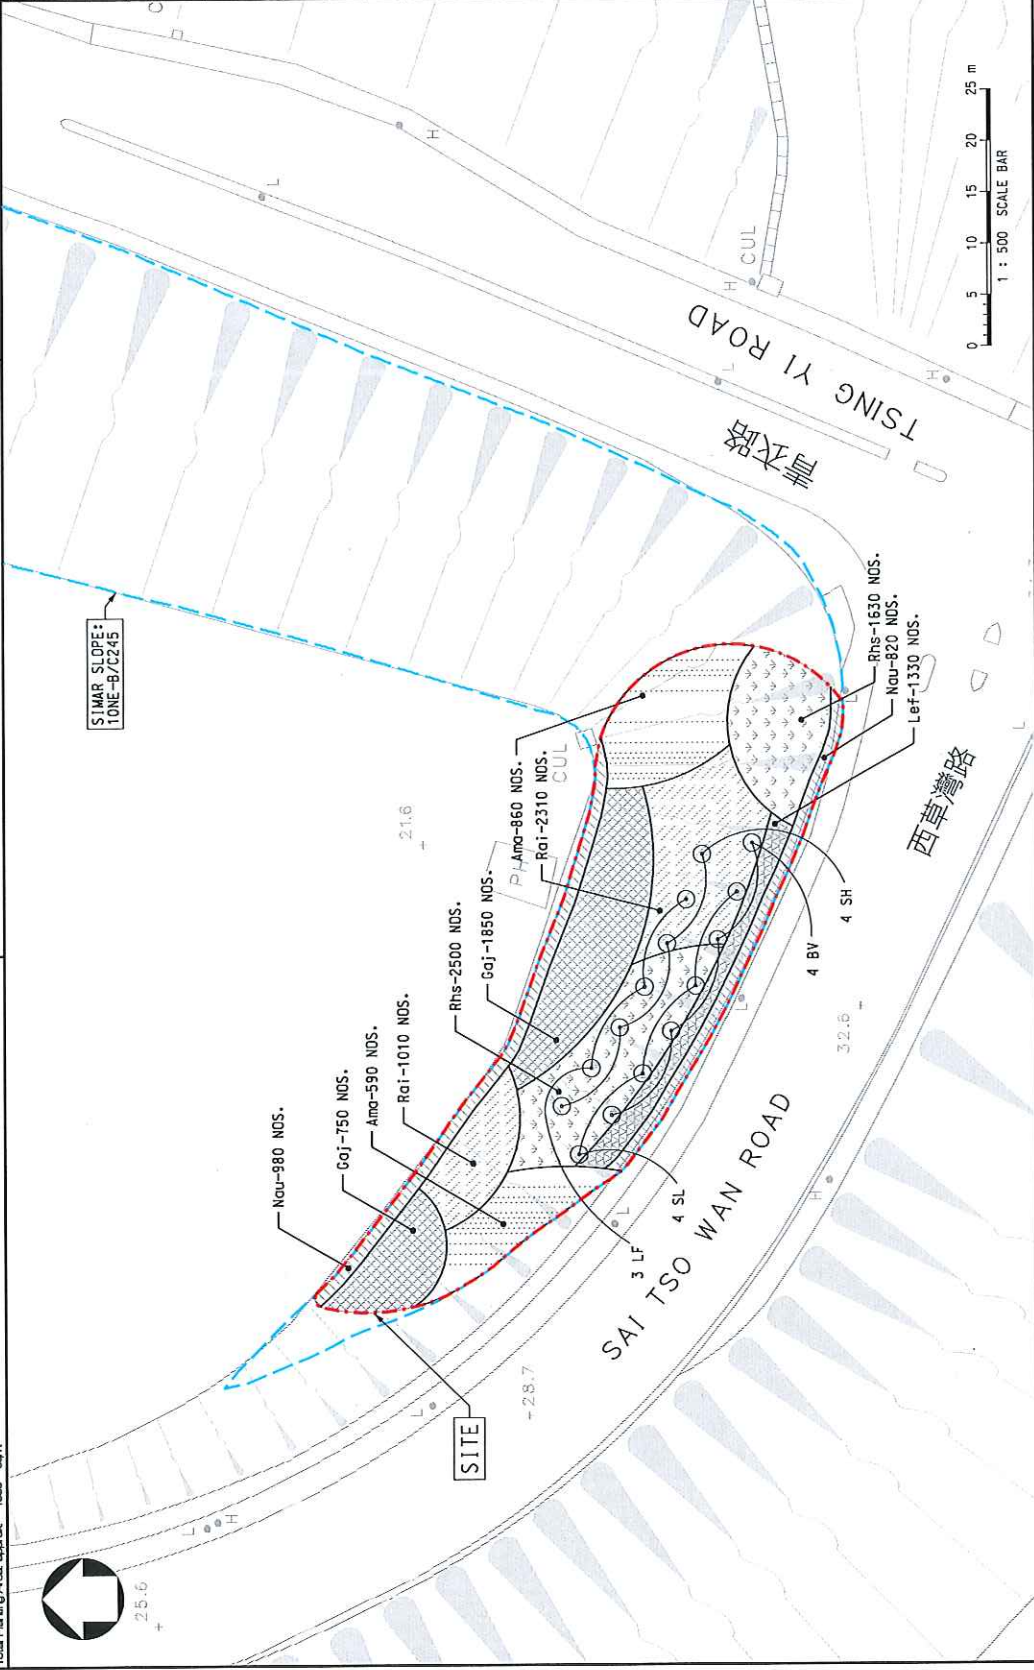 SIMAR SLOPE:
10NE-B/C245
TSING YI ROAD
青衣路
0 5 10 15 20 25 m
1 : 500 SCALE BAR
H
L
H
CUL
H
L
H
21.6
+
CUL
Nau-980 NOS.
Gaj-750 NOS.
Ama-590 NOS.
Rai-1010 NOS.
Rhs-2500 NOS.
Gaj-1850 NOS.
Ama-860 NOS.
Rai-2310 NOS.
Rhs-1630 NOS.
Nau-820 NOS.
Lef-1330 NOS.
4 SH
4 BV
4 SL
3 LF
SITE
SAI TSO WAN ROAD
西草灣路
32.6
+28.7
25.6
+
L
H
L
L
H
L
L
L